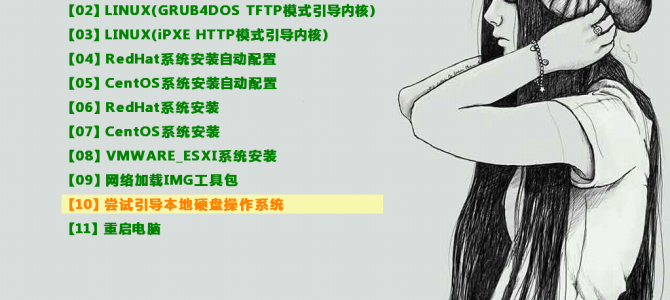 【02】LINUX(GRUB4DOS TFTP模式引导内核)
【03】LINUX(iPXE HTTP模式引导内核)
【04】RedHat系统安装自动配置
【05】CentOS系统安装自动配置
【06】RedHat系统安装
【07】CentOS系统安装
【08】VMWARE_ESXI系统安装
【09】网络加载IMG工具包
【10】尝试引导本地硬盘操作系统
【11】重启电脑